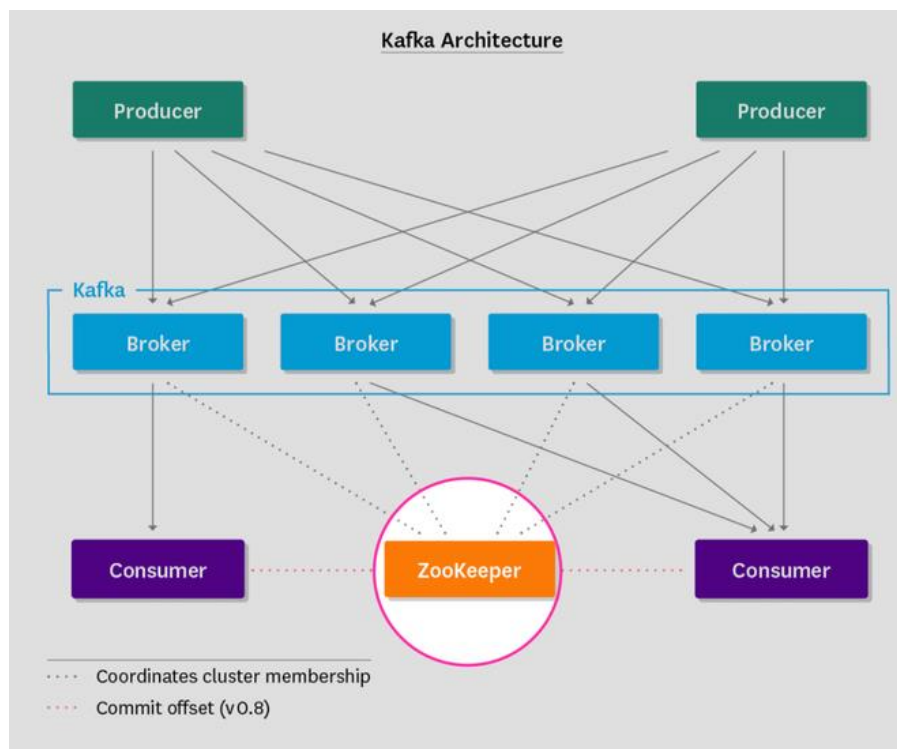 Kafka Architecture
Producer
Producer
Kafka
Broker
Broker
Broker
Broker
Consumer
ZooKeeper
Consumer
Coordinates cluster membership
Commit offset (v0.8)